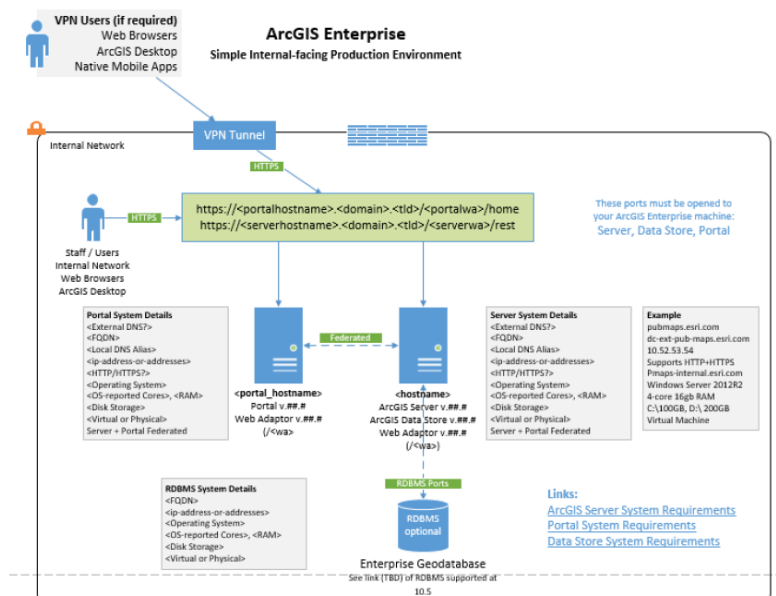 VPN Users (if required)
Web Browsers
ArcGIS Desktop
Native Mobile Apps
ArcGIS Enterprise
Simple Internal-facing Production Environment
VPN Tunnel
Internal Network
HTTPS
https://<portalhostname>.<domain>.<tld>/<portalwa>/home
https://<serverhostname>.<domain>.<tld>/<serverwa>/rest
HTTPS
These ports must be opened to
your ArcGIS Enterprise machine:
Server, Data Store, Portal
Staff / Users
Internal Network
Web Browsers
ArcGIS Desktop
Portal System Details
<External DNS?>
<FQDN>
<Local DNS Alias>
<ip-address-or-addresses>
<HTTP/HTTPS?>
<Operating System>
<OS-reported Cores>, <RAM>
<Disk Storage>
<Virtual or Physical>
Server + Portal Federated
Federated
<portal_hostname>
Portal v.##.#
Web Adaptor v.##.#
(/<wa>
<hostname>
ArcGIS Server v.##.#
ArcGIS Data Store v.##.#
Web Adaptor v.##.#
(/<wa>)
Server System Details
<External DNS?>
<FQDN>
<Local DNS Alias>
<ip-address-or-addresses>
<HTTP/HTTPS?>
<Operating System>
<OS-reported Cores>, <RAM>
<Disk Storage>
<Virtual or Physical>
Server + Portal Federated
Example
pubmaps.esri.com
dc-ext-pub-maps.esri.com
10.52.53.54
Supports HTTP+HTTPS
Pmaps-internal.esri.com
Windows Server 2012R2
4-core 16gb RAM
C:\100GB, D:\ 200GB
Virtual Machine
RDBMS System Details
<FQDN>
<ip-address-or-addresses>
<Operating System>
<OS-reported Cores>, <RAM>
<Disk Storage>
<Virtual or Physical>
RDBMS Ports
RDBMS
optional
Enterprise Geodatabase
See link (TBD) of RDBMS supported at
10.5
Links:
ArcGIS Server System Requirements
Portal System Requirements
Data Store System Requirements